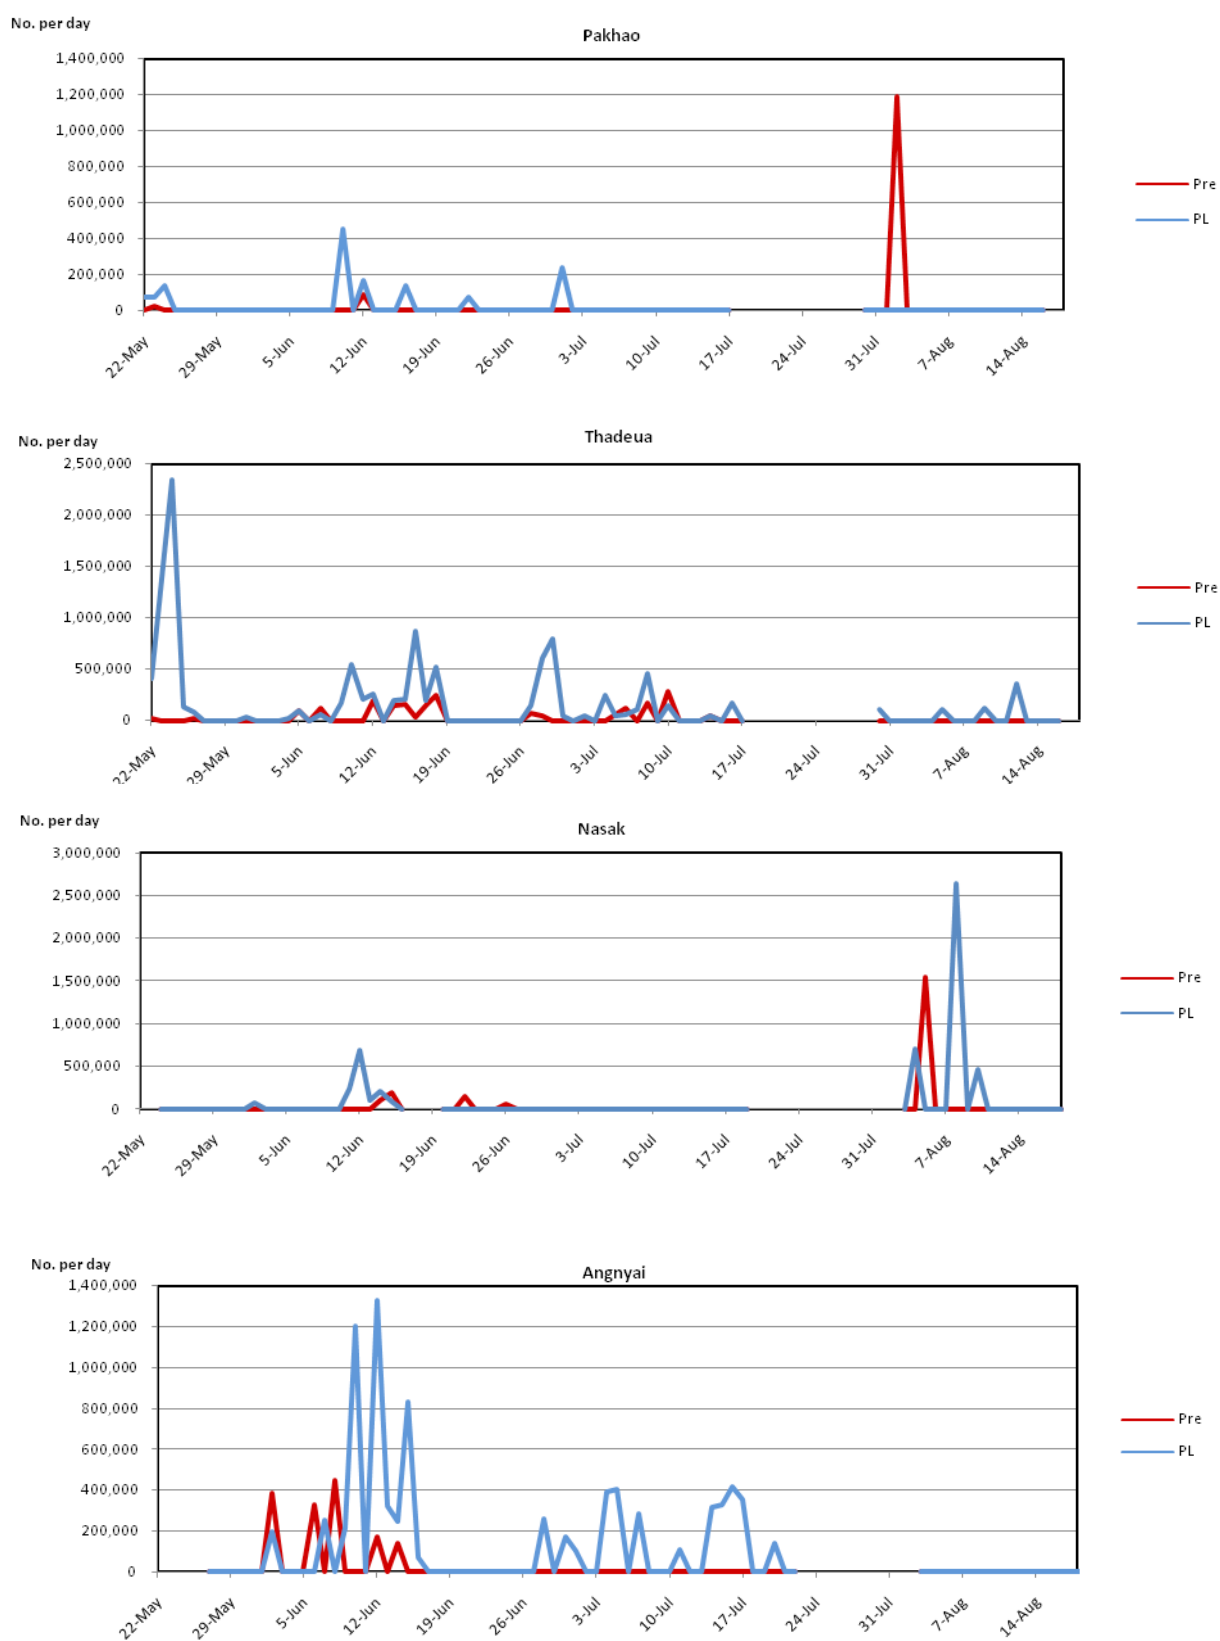 No. per day
Pakhao
1,400,000
1,200,000
1,000,000
800,000
600,000
400,000
200,000
0
22-May
29-May
5-Jun
12-Jun
19-Jun
26-Jun
3-Jul
10-Jul
17-Jul
24-Jul
31-Jul
7-Aug
14-Aug
Pre
PL
No. per day
Thadeua
2,500,000
2,000,000
1,500,000
1,000,000
500,000
0
22-May
29-May
5-Jun
12-Jun
19-Jun
26-Jun
3-Jul
10-Jul
17-Jul
24-Jul
31-Jul
7-Aug
14-Aug
Pre
PL
No. per day
Nasak
3,000,000
2,500,000
2,000,000
1,500,000
1,000,000
500,000
0
22-May
29-May
5-Jun
12-Jun
19-Jun
26-Jun
3-Jul
10-Jul
17-Jul
24-Jul
31-Jul
7-Aug
14-Aug
Pre
PL
No. per day
Angnyai
1,400,000
1,200,000
1,000,000
800,000
600,000
400,000
200,000
0
22-May
29-May
5-Jun
12-Jun
19-Jun
26-Jun
3-Jul
10-Jul
17-Jul
24-Jul
31-Jul
7-Aug
14-Aug
Pre
PL